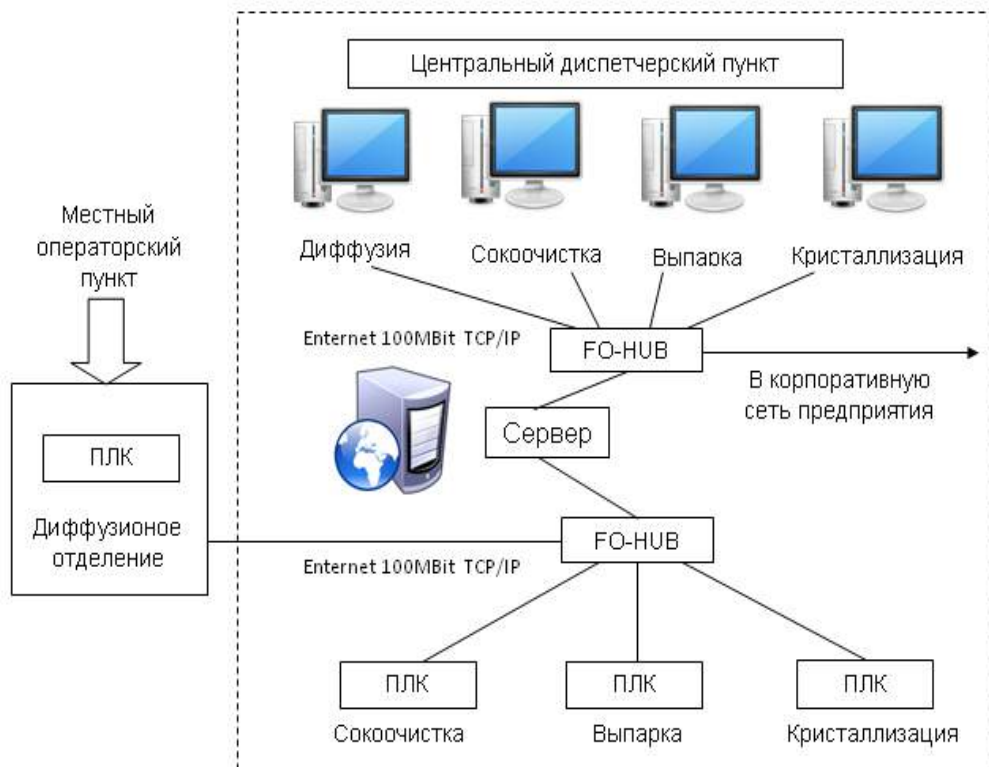 Центральный диспетчерский пункт
Диффузия
Сокоочистка
Выпарка
Кристаллизация
Местный
операторский
пункт
Enternet 100MBit TCP/IP
FO-HUB
В корпоративную
сеть предприятия
Сервер
ПЛК
Диффузионое
отделение
FO-HUB
Enternet 100MBit TCP/IP
ПЛК
ПЛК
ПЛК
Сокоочистка
Выпарка
Кристаллизация